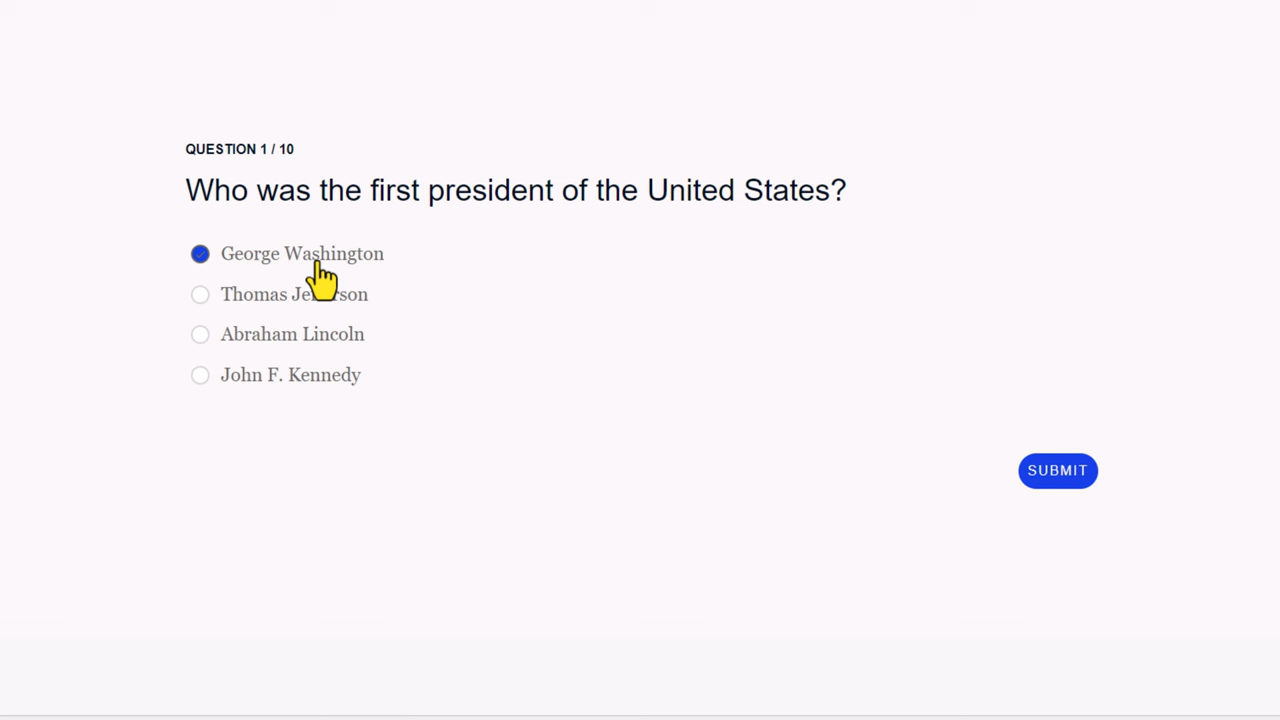 QUESTION 1 / 10
Who was the first president of the United States?
George Washington
Thomas Jefferson
Abraham Lincoln
John F. Kennedy
SUBMIT